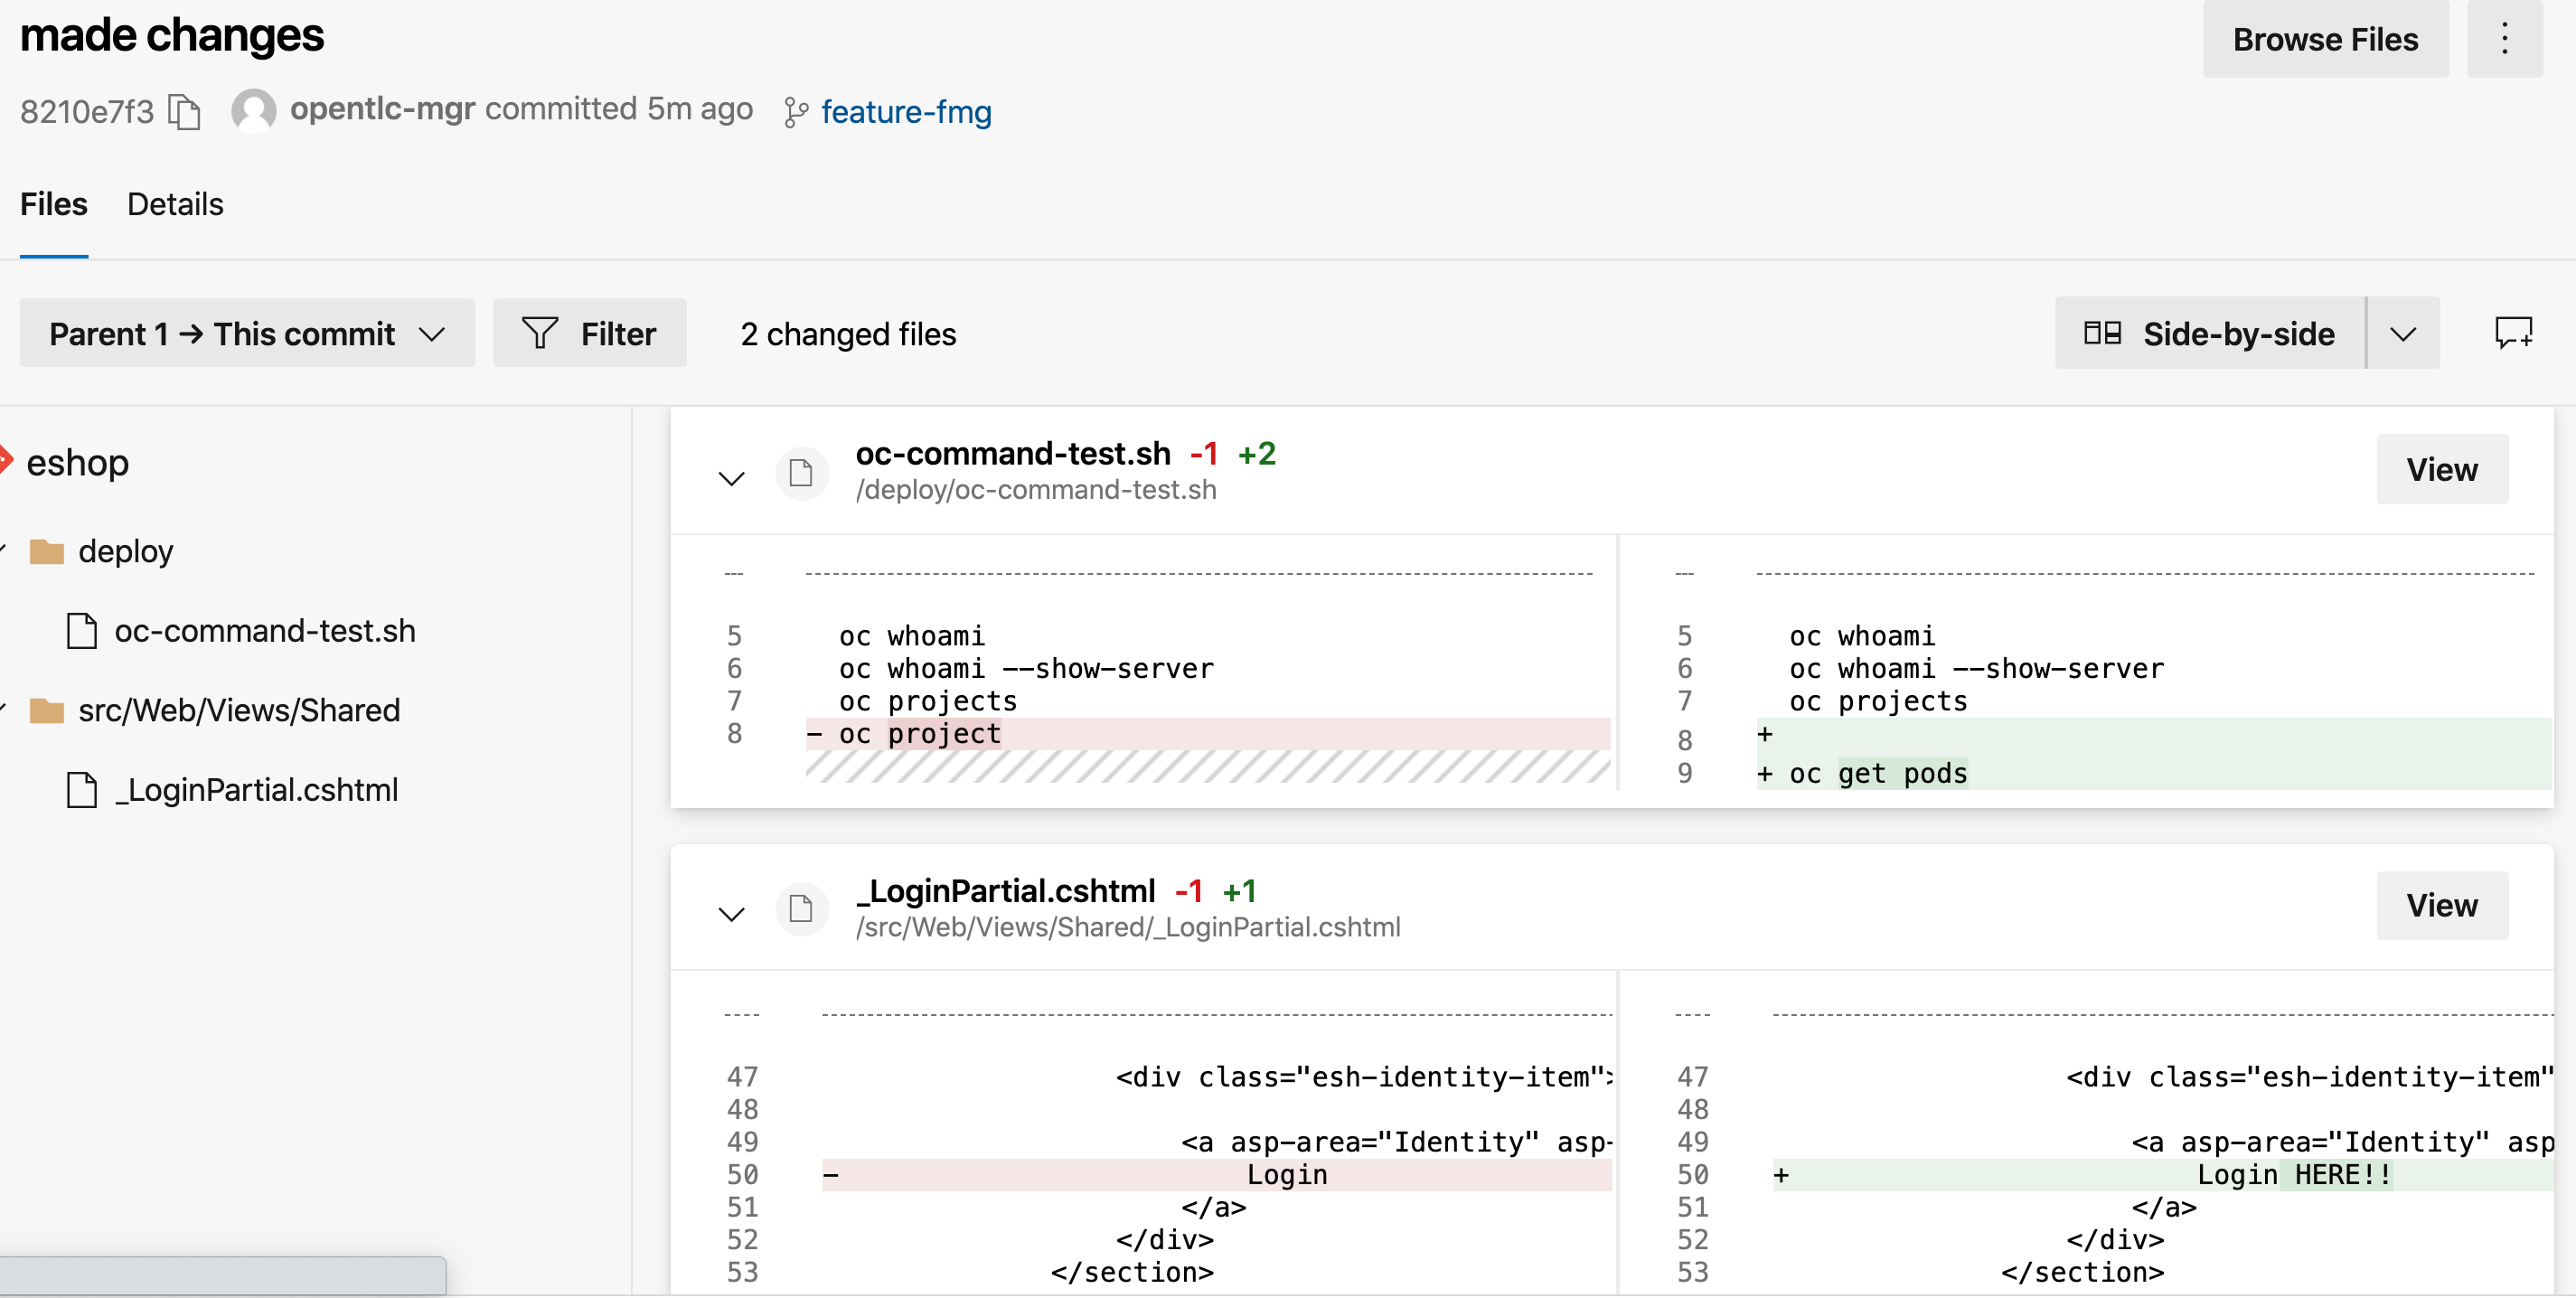 made changes
Browse Files
8210e7f3 opentlc-mgr committed 5m ago feature-fmg
Files Details
Parent 1 → This commit Filter 2 changed files Side-by-side
eshop
deploy
oc-command-test.sh
src/Web/Views/Shared
_LoginPartial.cshtml
oc-command-test.sh -1 +2
/deploy/oc-command-test.sh
View
5 oc whoami
6 oc whoami --show-server
7 oc projects
8 - oc project
5 oc whoami
6 oc whoami --show-server
7 oc projects
8 +
9 + oc get pods
_LoginPartial.cshtml -1 +1
/src/Web/Views/Shared/_LoginPartial.cshtml
View
47 <div class="esh-identity-item">
48
49 <a asp-area="Identity" asp-
50 - Login
51 </a>
52 </div>
53 </section>
47 <div class="esh-identity-item"
48
49 <a asp-area="Identity" asp
50 + Login HERE!!
51 </a>
52 </div>
53 </section>